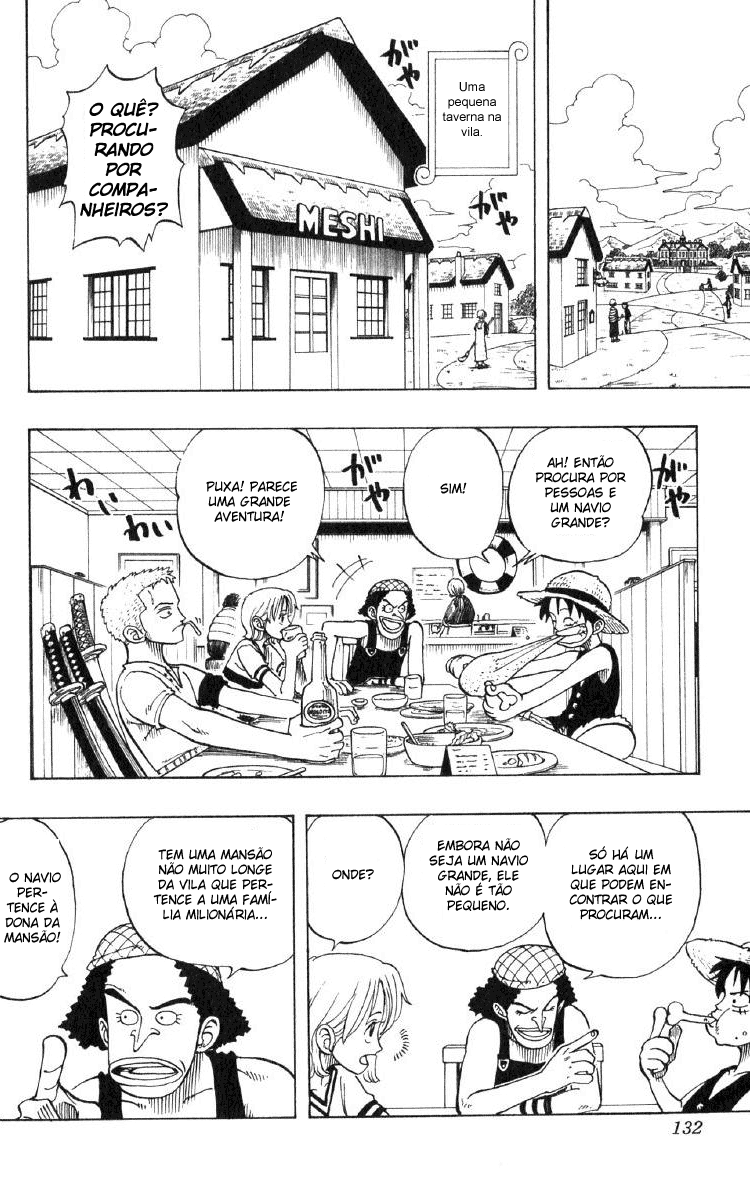 Uma
pequena
taverna na
vila.
がや
がや
O QUÊ?
PROCU-
RANDO
POR
COMPA-
NHEIROS?
MESHI
がや
AH! ENTÃO
PROCURA POR
PESSOAS E
UM NAVIO
GRANDE?
SIM!
がや
PUXA! PARECE
UMA GRANDE
AVENTURA!
わい
わい
SÓ HÁ UM
LUGAR AQUI EM
QUE PODEM EN-
CONTRAR O QUE
PROCURAM...
EMBORA NÃO
SEJA UM NAVIO
GRANDE, ELE
NÃO É TÃO
PEQUENO.
ONDE?
TEM UMA MANSÃO
NÃO MUITO LONGE
DA VILA QUE PER-
TENCE A UMA FAMÍ-
LIA MILIONÁRIA...
O NAVIO
PER-
TENCE À
DONA DA
MANSÃO!
132